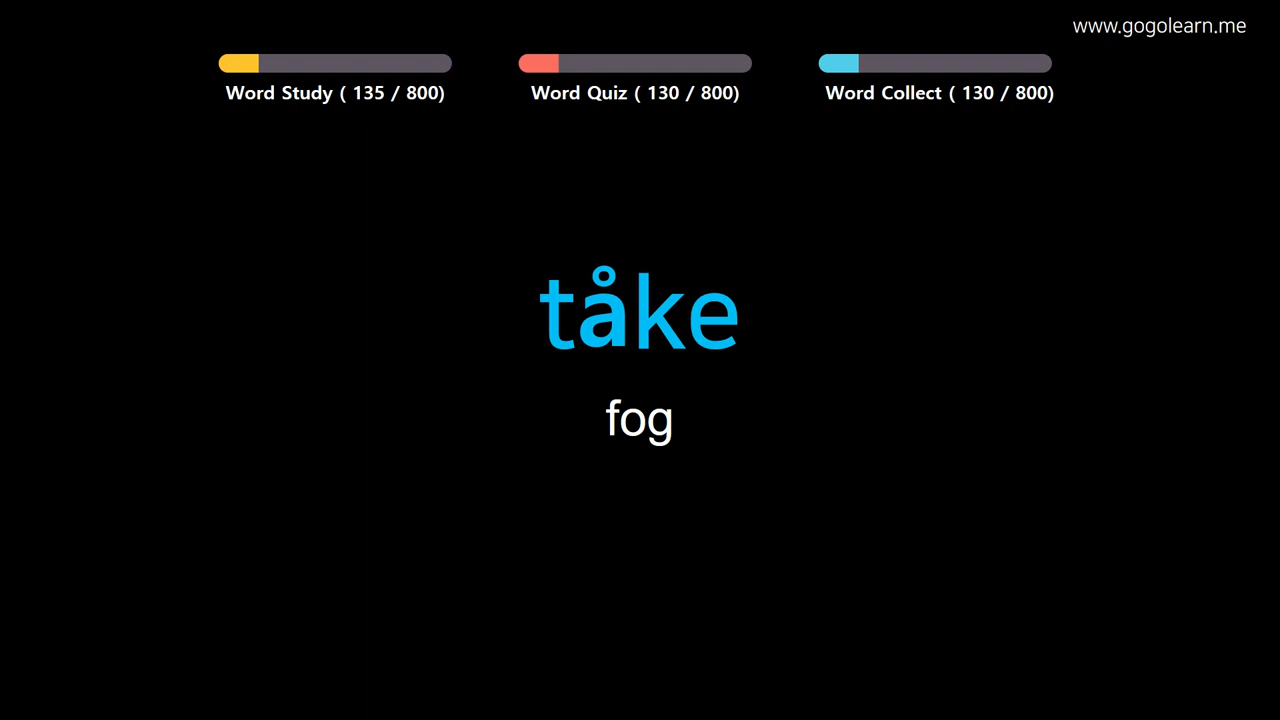 www.gogolearn.me
Word Study ( 135 / 800)
Word Quiz ( 130 / 800)
Word Collect ( 130 / 800)
tåke
fog